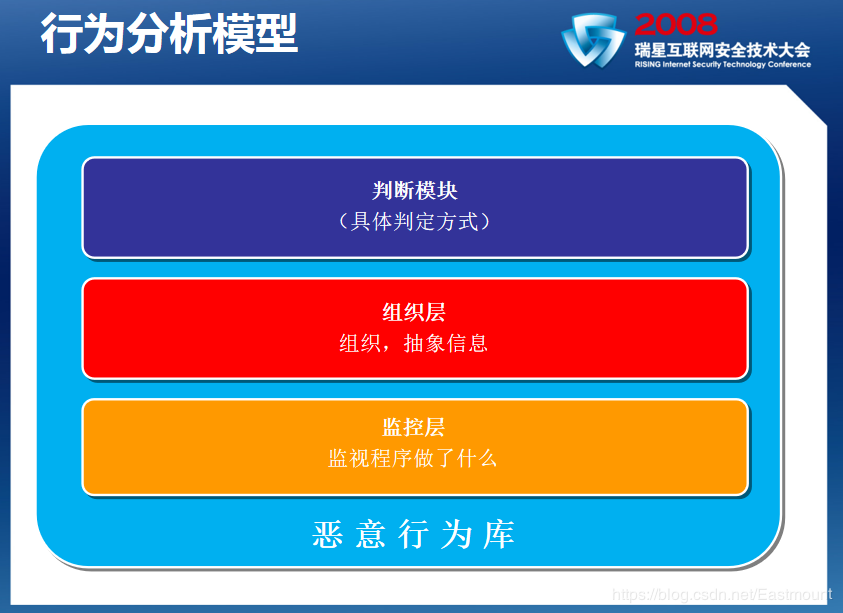 行为分析模型
2008
瑞星互联网安全技术大会
RISING Internet Security Technology Conference
判断模块
（具体判定方式）
组织层
组织，抽象信息
监控层
监视程序做了什么
恶意行为库
https://blog.csdn.net/Eastmount